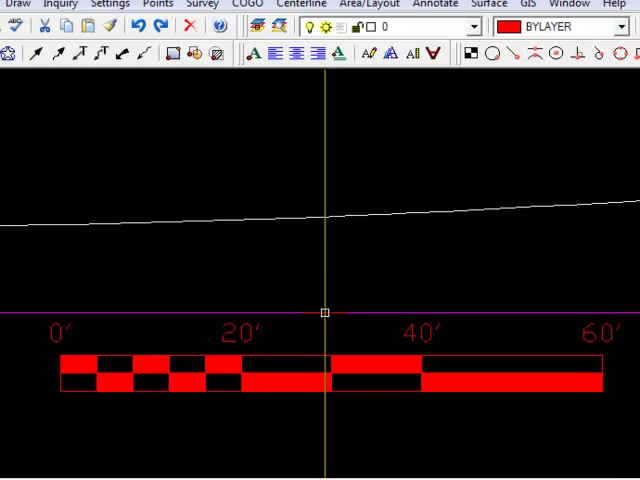 Draw Inquiry Settings Points Survey COGO Centerline Area/Layout Annotate Surface GIS Window Help
0 BYLAYER
0' 20' 40' 60'